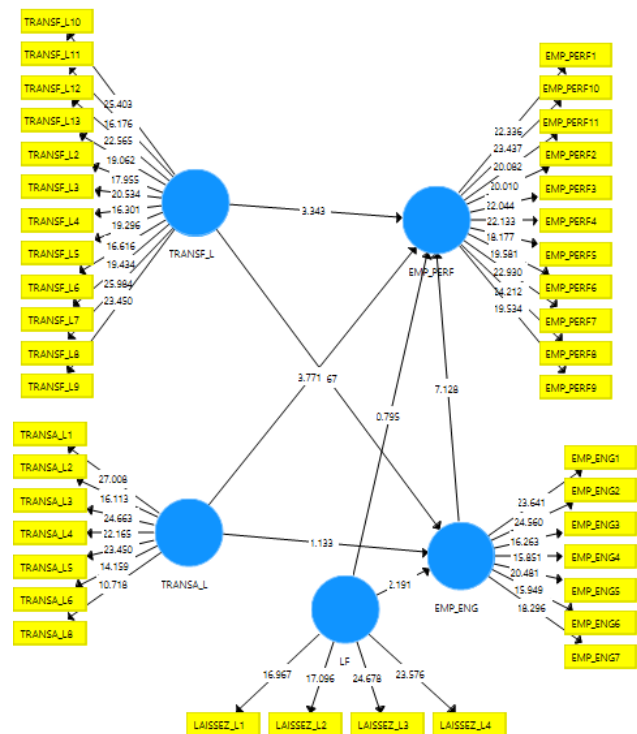 TRANSF_L10
TRANSF_L11
TRANSF_L12
TRANSF_L13
TRANSF_L2
TRANSF_L3
TRANSF_L4
TRANSF_L5
TRANSF_L6
TRANSF_L7
TRANSF_L8
TRANSF_L9
25.403
16.176
22.565
19.062
17.955
20.534
16.301
19.296
16.616
19.434
25.984
23.450
TRANSF_L
3.343
EMP_PERF
22.336
23.437
20.082
20.010
22.044
22.133
18.177
19.581
22.930
24.212
19.534
EMP_PERF1
EMP_PERF10
EMP_PERF11
EMP_PERF2
EMP_PERF3
EMP_PERF4
EMP_PERF5
EMP_PERF6
EMP_PERF7
EMP_PERF8
EMP_PERF9
3.771
67
0.795
7.128
TRANSA_L1
TRANSA_L2
TRANSA_L3
TRANSA_L4
TRANSA_L5
TRANSA_L6
TRANSA_L8
27.008
16.113
24.663
22.165
23.450
14.159
10.718
TRANSA_L
1.133
2.191
LF
EMP_ENG
23.641
24.560
16.263
15.851
20.481
15.949
18.296
EMP_ENG1
EMP_ENG2
EMP_ENG3
EMP_ENG4
EMP_ENG5
EMP_ENG6
EMP_ENG7
16.967
17.096
24.678
23.576
LAISSEZ_L1
LAISSEZ_L2
LAISSEZ_L3
LAISSEZ_L4